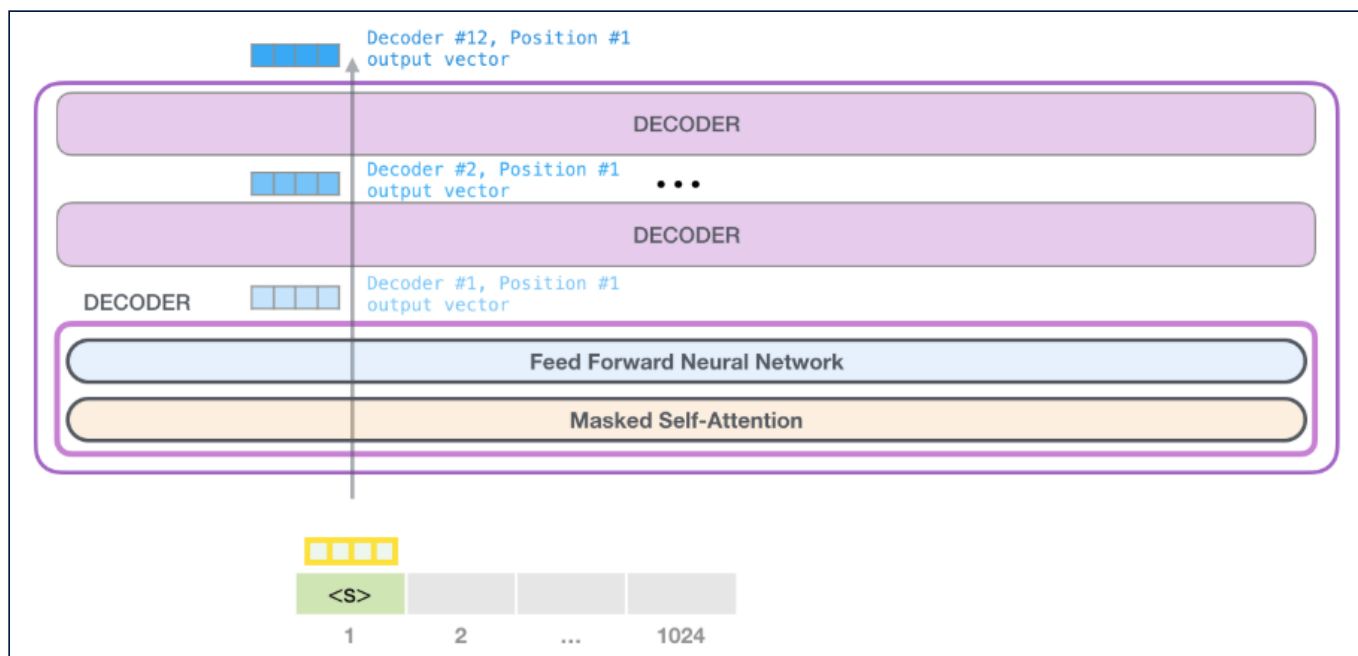 Decoder #12, Position #1
output vector
DECODER
Decoder #2, Position #1
output vector
...
DECODER
Decoder #1, Position #1
output vector
DECODER
Feed Forward Neural Network
Masked Self-Attention
<s>
1 2 ... 1024